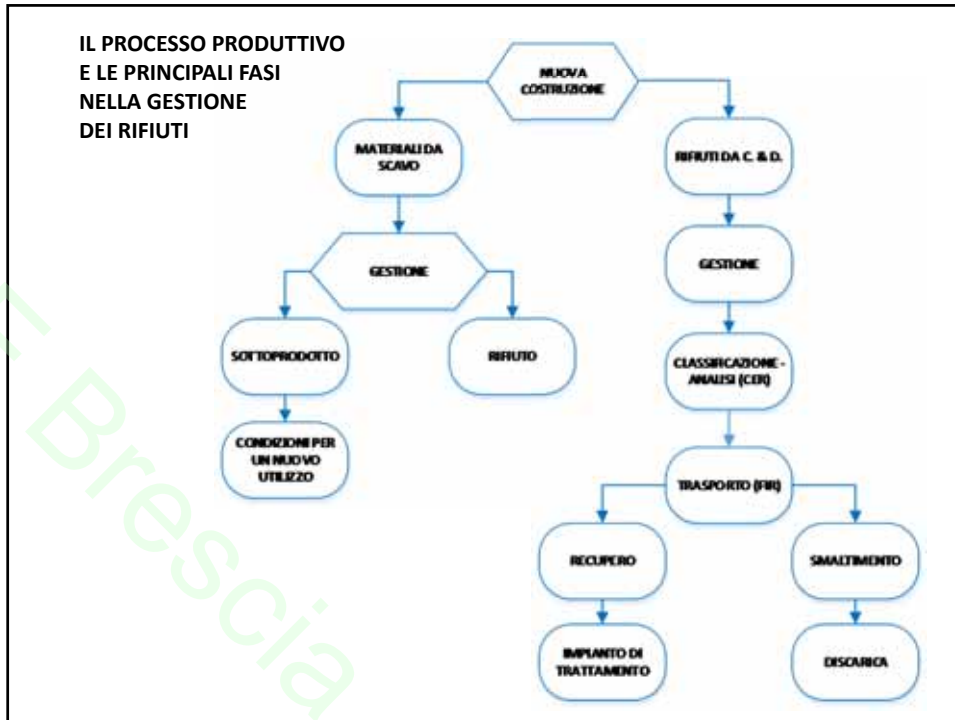 IL PROCESSO PRODUTTIVO
E LE PRINCIPALI FASI
NELLA GESTIONE
DEI RIFIUTI
NUOVA
COSTRUZIONE
MATERIALI DA
SCAVO
RIFIUTI DA C. & D.
GESTIONE
GESTIONE
SOTTOPRODOTTO
RIFIUTO
CLASSIFICAZIONE -
ANALISI (CER)
CONDIZIONI PER
UN NUOVO
UTILIZZO
TRASPORTO (FIR)
RECUPERO
SMALTIMENTO
IMPIANTO DI
TRATTAMENTO
DISCARICA
Brescia